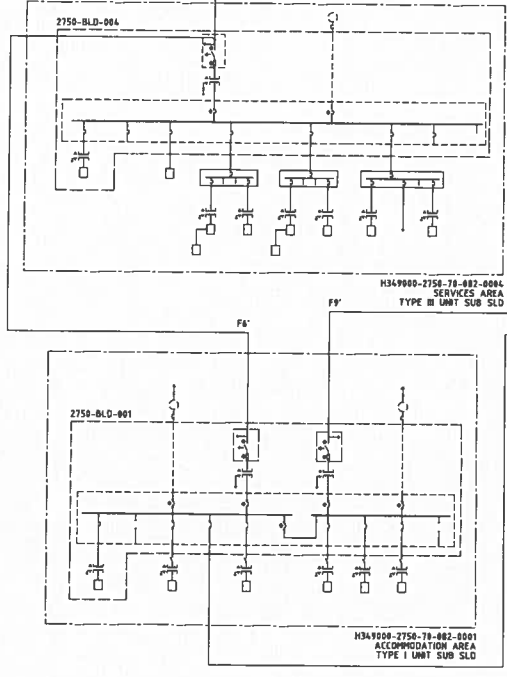 2750-BLD-004
H349000-2750-70-082-0004
SERVICES AREA
TYPE III UNIT SUB SLD
F9'
F6'
2750-BLD-001
H349000-2750-70-082-0001
ACCOMMODATION AREA
TYPE I UNIT SUB SLD